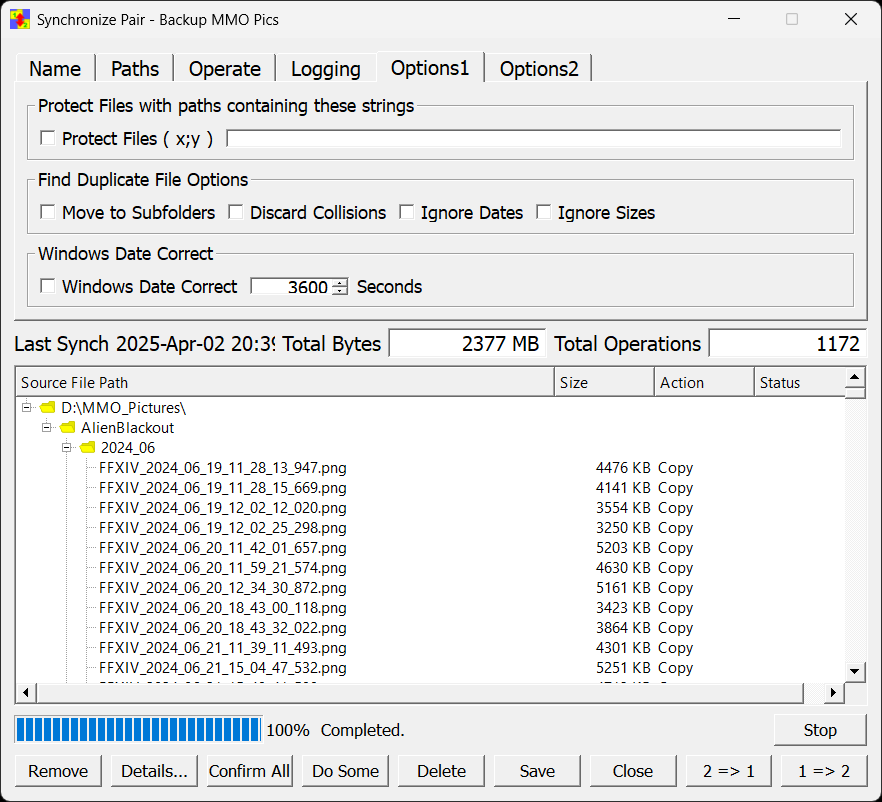 Synchronize Pair - Backup MMO Pics
Name Paths Operate Logging Options1 Options2
Protect Files with paths containing these strings
Protect Files ( x;y )
Find Duplicate File Options
Move to Subfolders Discard Collisions Ignore Dates Ignore Sizes
Windows Date Correct
Windows Date Correct 3600 Seconds
Last Synch 2025-Apr-02 20:39 Total Bytes 2377 MB Total Operations 1172
Source File Path Size Action Status
D:\MMO_Pictures\
AlienBlackout
2024_06
FFXIV_2024_06_19_11_28_13_947.png 4476 KB Copy
FFXIV_2024_06_19_11_28_15_669.png 4141 KB Copy
FFXIV_2024_06_19_12_02_12_020.png 3554 KB Copy
FFXIV_2024_06_19_12_02_25_298.png 3250 KB Copy
FFXIV_2024_06_20_11_42_01_657.png 5203 KB Copy
FFXIV_2024_06_20_11_59_21_574.png 4630 KB Copy
FFXIV_2024_06_20_12_34_30_872.png 5161 KB Copy
FFXIV_2024_06_20_18_43_00_118.png 3423 KB Copy
FFXIV_2024_06_20_18_43_32_022.png 3864 KB Copy
FFXIV_2024_06_21_11_39_11_493.png 4301 KB Copy
FFXIV_2024_06_21_15_04_47_532.png 5251 KB Copy
100% Completed.
Stop
Remove Details... Confirm All Do Some Delete Save Close 2 => 1 1 => 2